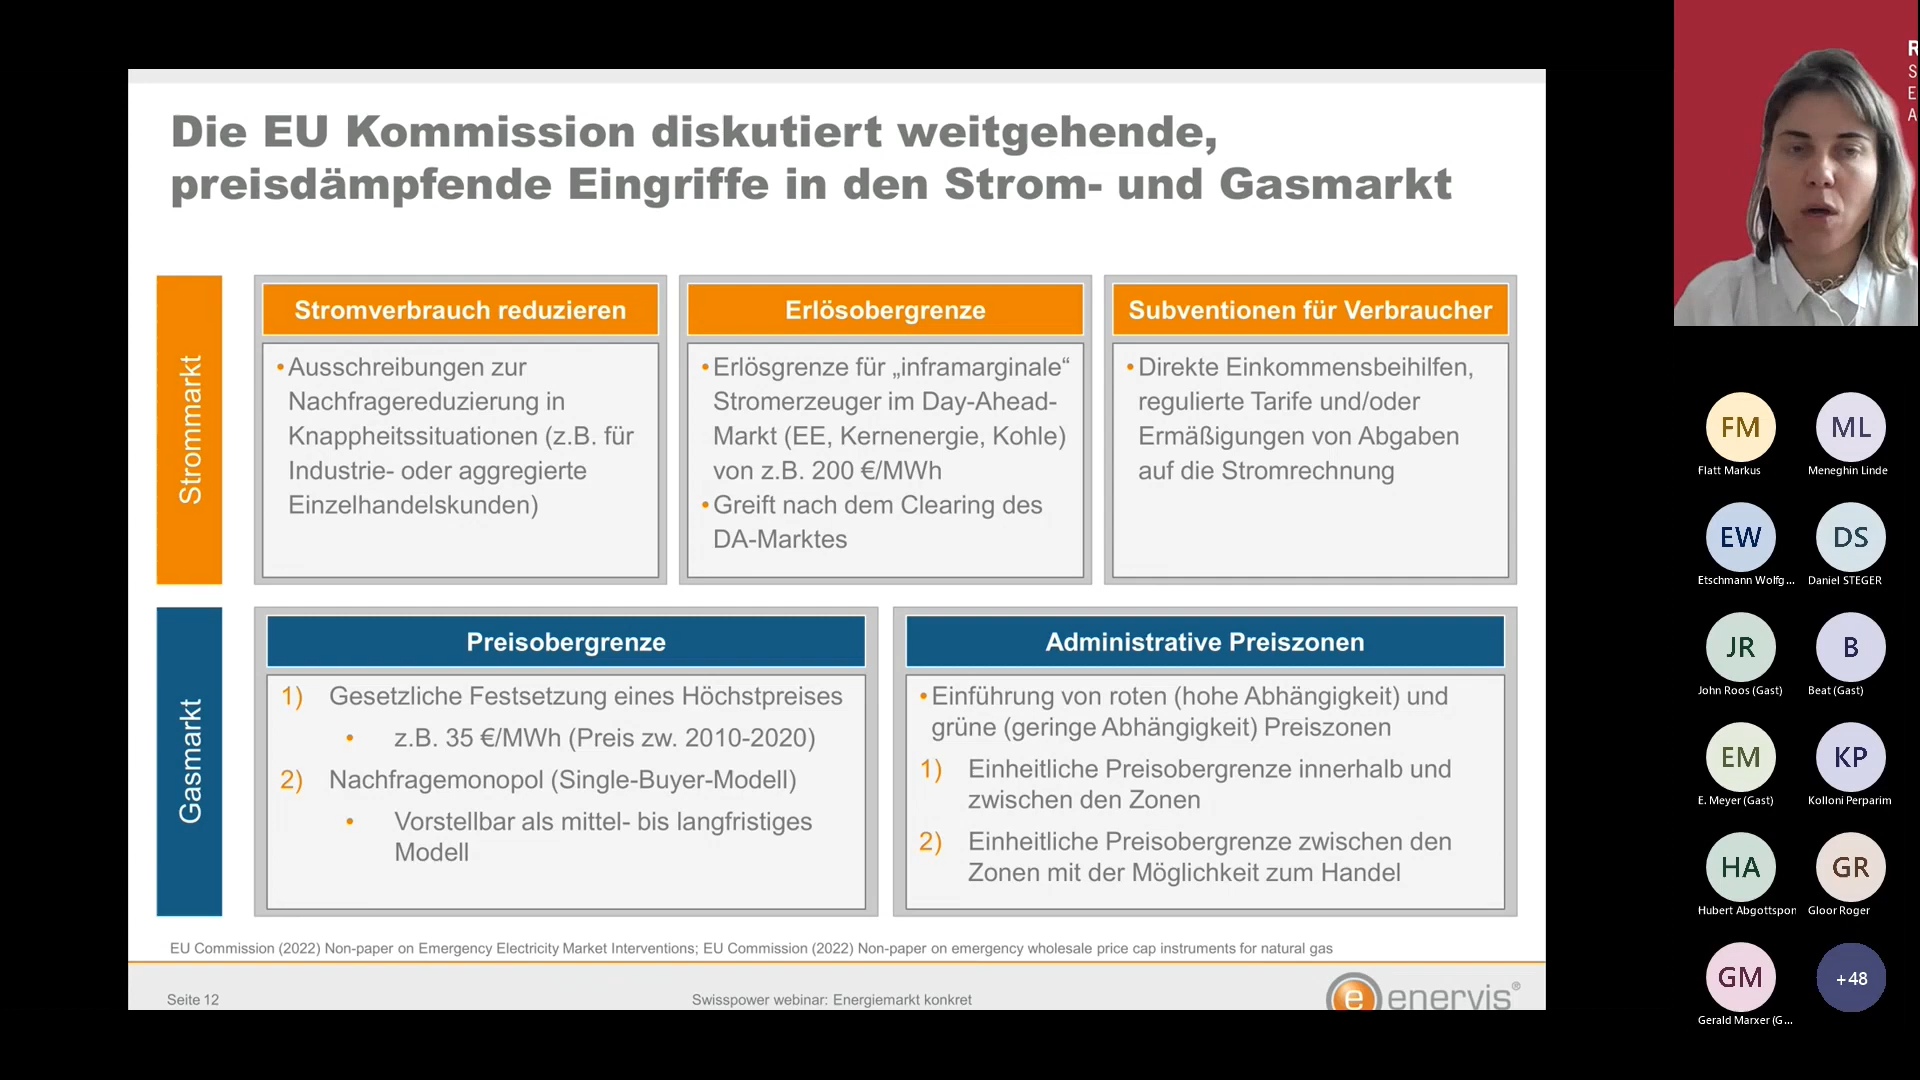 Die EU Kommission diskutiert weitgehende,
preisdämpfende Eingriffe in den Strom- und Gasmarkt
Strommarkt
Stromverbrauch reduzieren
•Ausschreibungen zur
Nachfragereduzierung in
Knappheitssituationen (z.B. für
Industrie- oder aggregierte
Einzelhandelskunden)
Erlösobergrenze
•Erlösgrenze für „inframarginale“
Stromerzeuger im Day-Ahead-
Markt (EE, Kernenergie, Kohle)
von z.B. 200 €/MWh
•Greift nach dem Clearing des
DA-Marktes
Subventionen für Verbraucher
•Direkte Einkommensbeihilfen,
regulierte Tarife und/oder
Ermäßigungen von Abgaben
auf die Stromrechnung
Gasmarkt
Preisobergrenze
1) Gesetzliche Festsetzung eines Höchstpreises
• z.B. 35 €/MWh (Preis zw. 2010-2020)
2) Nachfragemonopol (Single-Buyer-Modell)
• Vorstellbar als mittel- bis langfristiges
Modell
Administrative Preiszonen
•Einführung von roten (hohe Abhängigkeit) und
grüne (geringe Abhängigkeit) Preiszonen
1) Einheitliche Preisobergrenze innerhalb und
zwischen den Zonen
2) Einheitliche Preisobergrenze zwischen den
Zonen mit der Möglichkeit zum Handel
EU Commission (2022) Non-paper on Emergency Electricity Market Interventions; EU Commission (2022) Non-paper on emergency wholesale price cap instruments for natural gas
Seite 12
Swisspower webinar: Energiemarkt konkret
e enervis®
R
S
E
A
FM
Flatt Markus
ML
Meneghin Linde
EW
Etschmann Wolfg...
DS
Daniel STEGER
JR
John Roos (Gast)
B
Beat (Gast)
EM
E. Meyer (Gast)
KP
Kolloni Perparim
HA
Hubert Abgottspon
GR
Gloor Roger
GM
Gerald Marxer (G...
+48